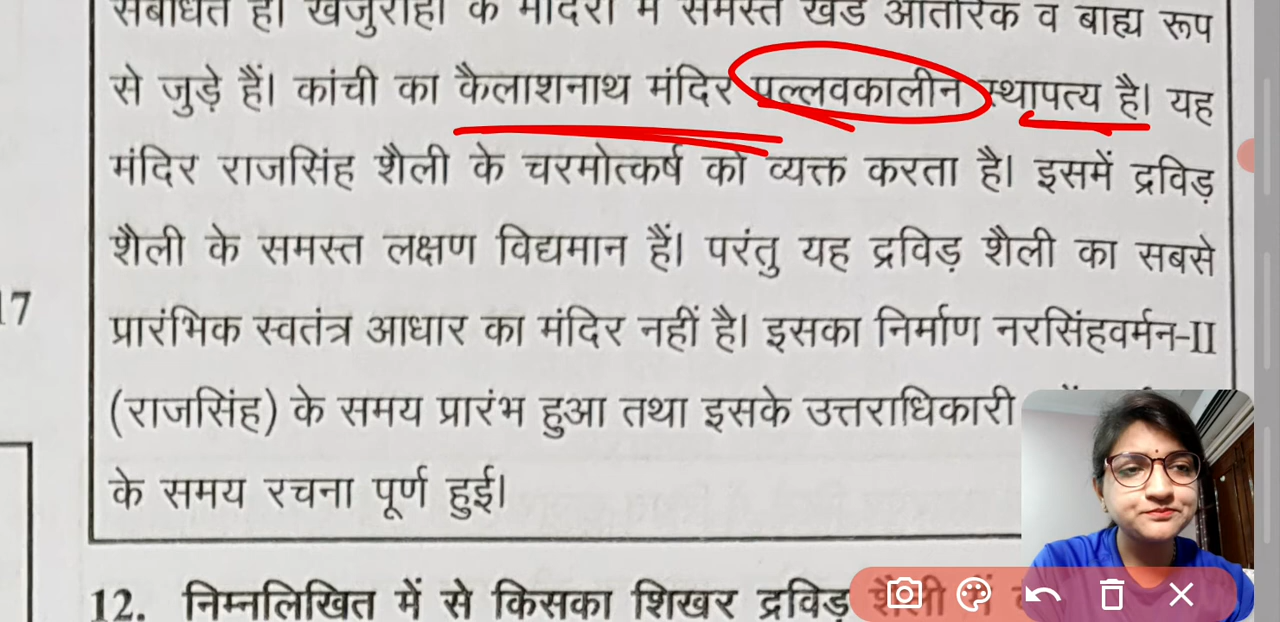 संबंधित है। खजुराहो के मंदिरों में समस्त खंड आंतरिक व बाह्य रूप
से जुड़े हैं। कांची का कैलाशनाथ मंदिर पल्लवकालीन स्थापत्य है। यह
मंदिर राजसिंह शैली के चरमोत्कर्ष को व्यक्त करता है। इसमें द्रविड़
17
शैली के समस्त लक्षण विद्यमान हैं। परंतु यह द्रविड़ शैली का सबसे
प्रारंभिक स्वतंत्र आधार का मंदिर नहीं है। इसका निर्माण नरसिंहवर्मन-II
(राजसिंह) के समय प्रारंभ हुआ तथा इसके उत्तराधिकारी
के समय रचना पूर्ण हुई।
12. निम्नलिखित में से किसका शिखर द्रविड़ शैली में